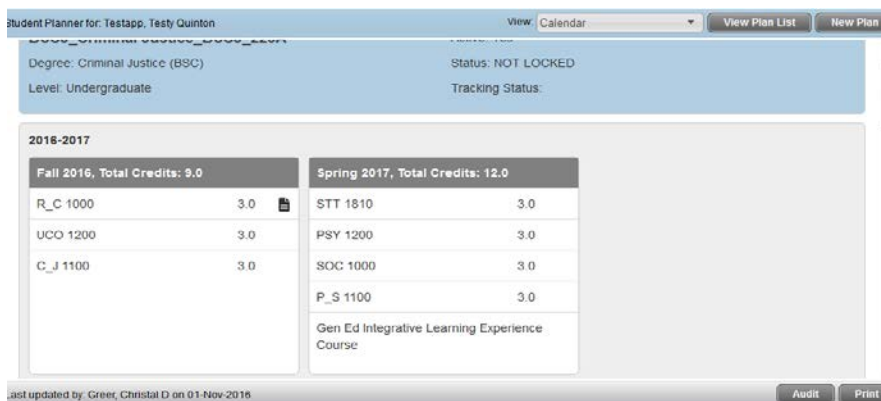 Student Planner for: Testapp, Testy Quinton View: Calendar View Plan List New Plan
Degree: Criminal Justice (BSC) Status: NOT LOCKED
Level: Undergraduate Tracking Status:
2016-2017
Fall 2016, Total Credits: 9.0 Spring 2017, Total Credits: 12.0
R_C 1000 3.0 STT 1810 3.0
UCO 1200 3.0 PSY 1200 3.0
C_J 1100 3.0 SOC 1000 3.0
P_S 1100 3.0
Gen Ed Integrative Learning Experience
Course
Last updated by: Greer, Christal D on 01-Nov-2016 Audit Print